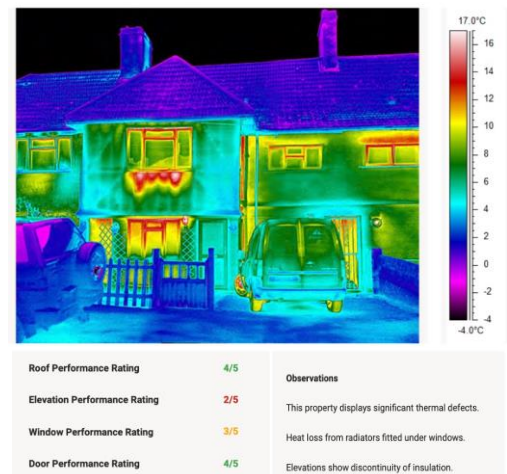 17.0°C
16
14
12
10
8
6
4
2
0
-2
-4
-4.0°C
Roof Performance Rating 4/5
Elevation Performance Rating 2/5
Window Performance Rating 3/5
Door Performance Rating 4/5
Observations
This property displays significant thermal defects.
Heat loss from radiators fitted under windows.
Elevations show discontinuity of insulation.